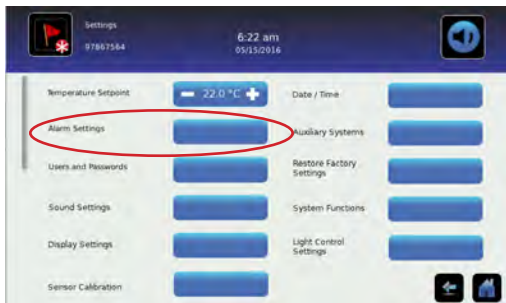 Settings
97867564
6:22 am
05/15/2016
Temperature Setpoint
22.0 °C
Date / Time
Alarm Settings
Auxiliary Systems
Users and Passwords
Restore Factory
Settings
Sound Settings
System Functions
Display Settings
Light Control
Settings
Sensor Calibration